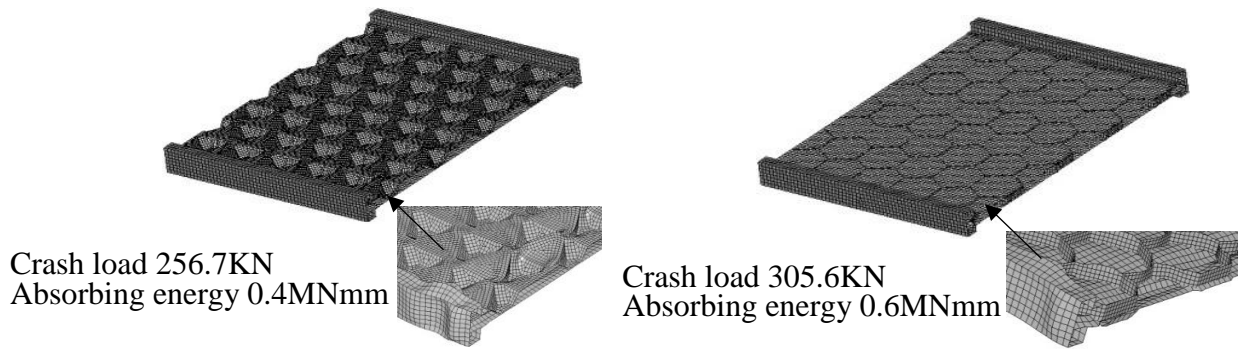 Crash load 256.7KN
Absorbing energy 0.4MNmm
Crash load 305.6KN
Absorbing energy 0.6MNmm